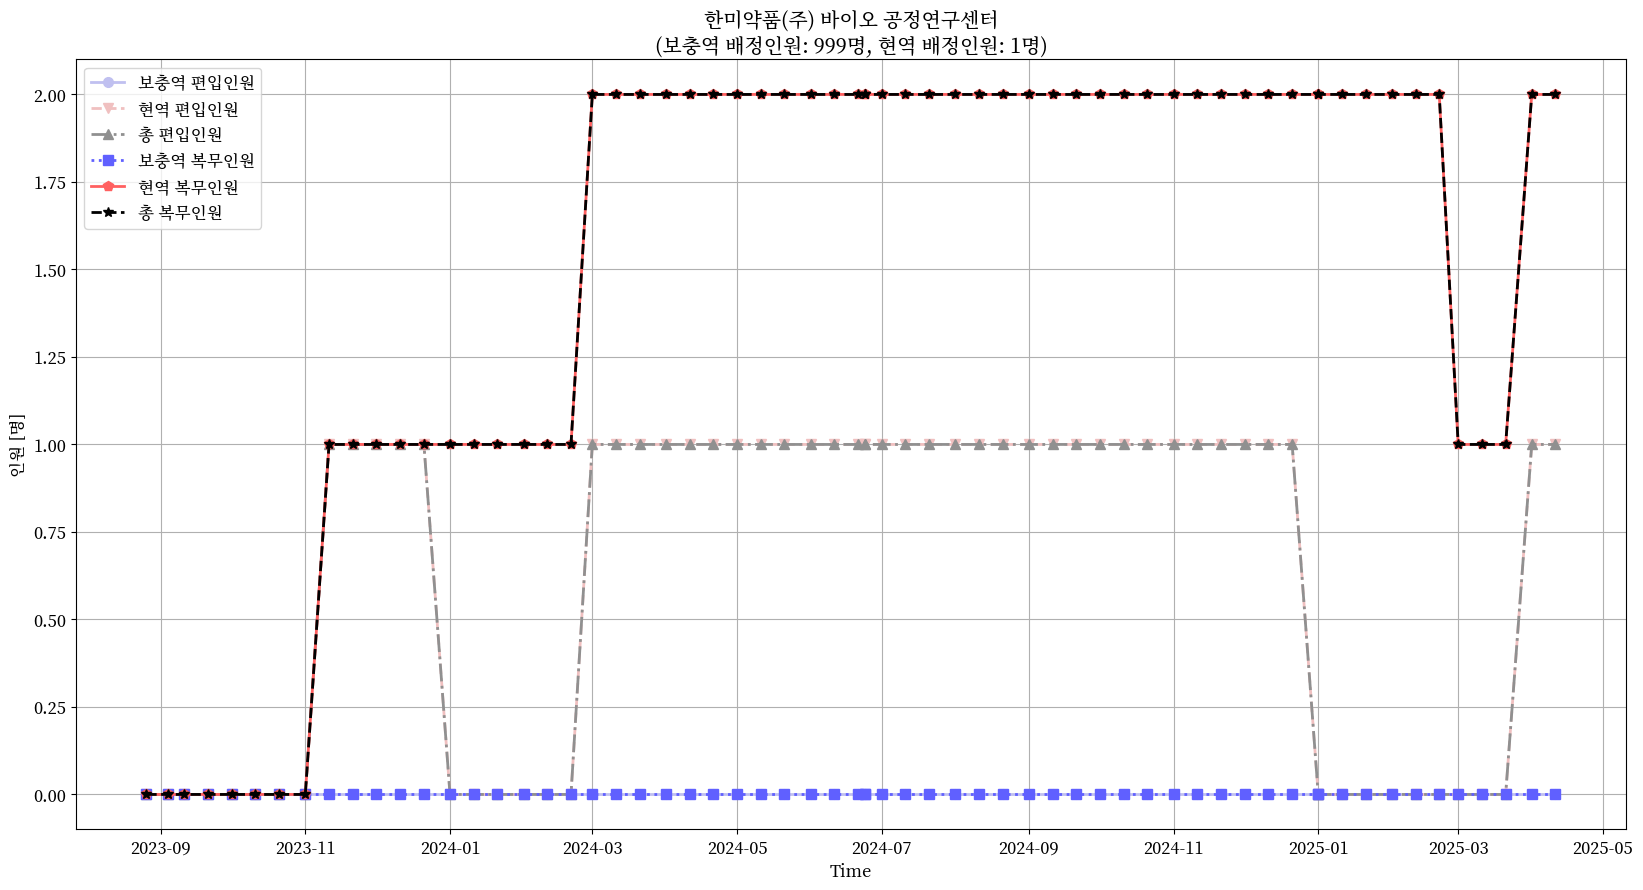 한미약품(주) 바이오 공정연구센터
(보충역 배정인원: 999명, 현역 배정인원: 1명)
보충역 편입인원
현역 편입인원
총 편입인원
보충역 복무인원
현역 복무인원
총 복무인원
2.00
1.75
1.50
1.25
1.00
0.75
0.50
0.25
0.00
인원 [명]
2023-09 2023-11 2024-01 2024-03 2024-05 2024-07 2024-09 2024-11 2025-01 2025-03 2025-05
Time